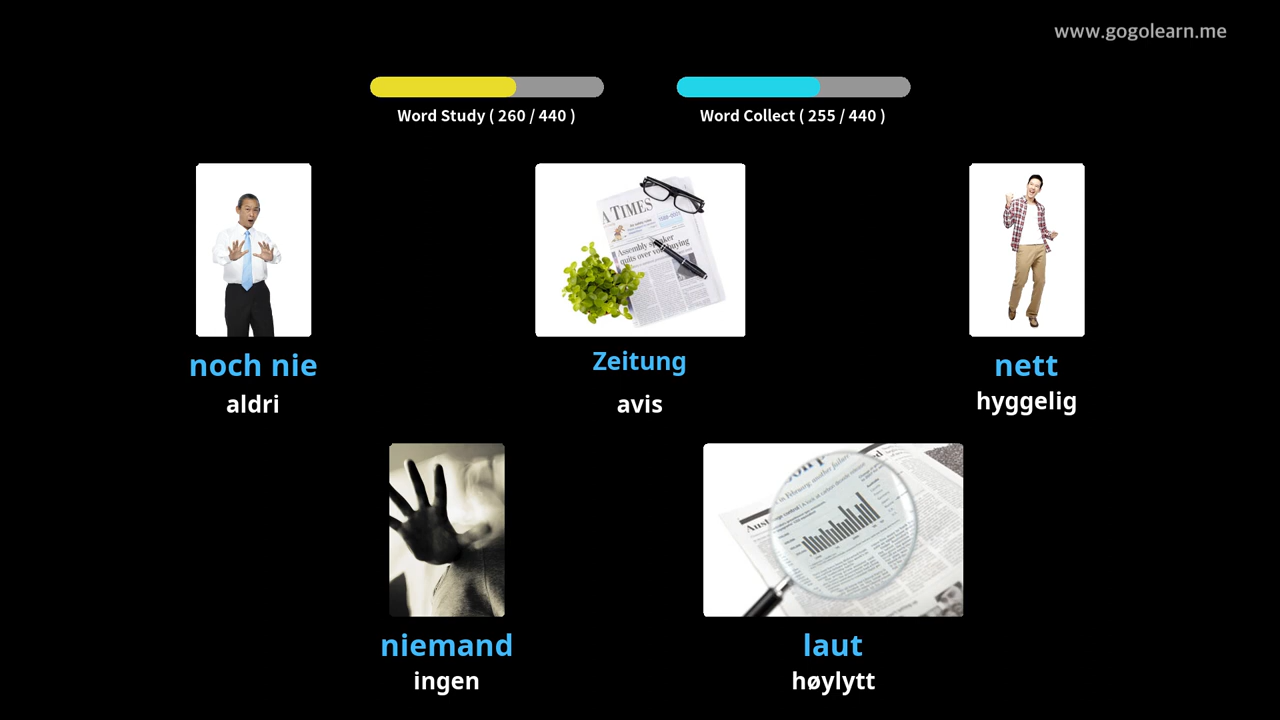 www.gogolearn.me
Word Study ( 260 / 440 )
Word Collect ( 255 / 440 )
A TIMES
noch nie
Zeitung
nett
aldri
avis
hyggelig
niemand
laut
ingen
høylytt